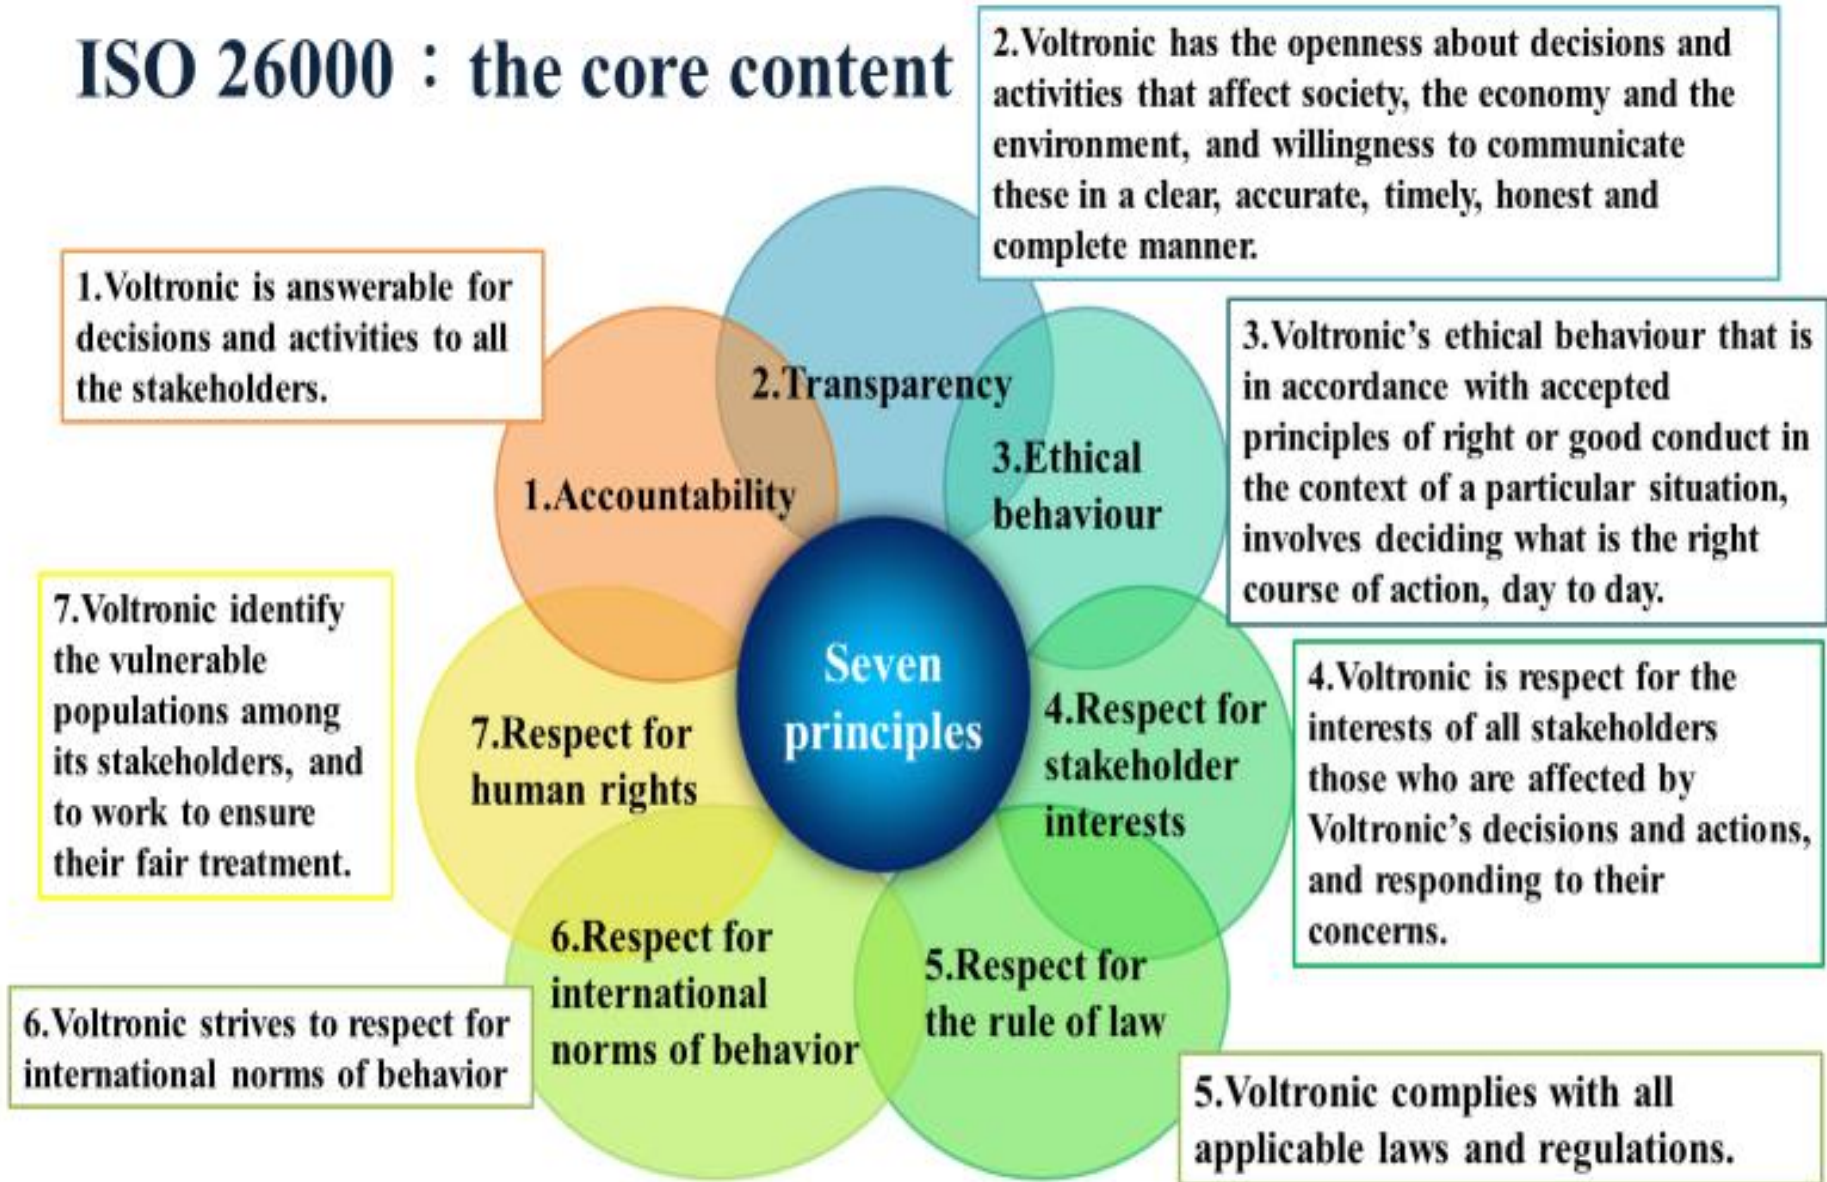 ISO 26000：the core content
2.Voltronic has the openness about decisions and
activities that affect society, the economy and the
environment, and willingness to communicate
these in a clear, accurate, timely, honest and
complete manner.
1.Voltronic is answerable for
decisions and activities to all
the stakeholders.
2.Transparency
3.Voltronic’s ethical behaviour that is
in accordance with accepted
principles of right or good conduct in
the context of a particular situation,
involves deciding what is the right
course of action, day to day.
1.Accountability
3.Ethical
behaviour
7.Voltronic identify
the vulnerable
populations among
its stakeholders, and
to work to ensure
their fair treatment.
Seven
principles
7.Respect for
human rights
4.Respect for
stakeholder
interests
4.Voltronic is respect for the
interests of all stakeholders
those who are affected by
Voltronic’s decisions and actions,
and responding to their
concerns.
6.Respect for
international
norms of behavior
5.Respect for
the rule of law
6.Voltronic strives to respect for
international norms of behavior
5.Voltronic complies with all
applicable laws and regulations.